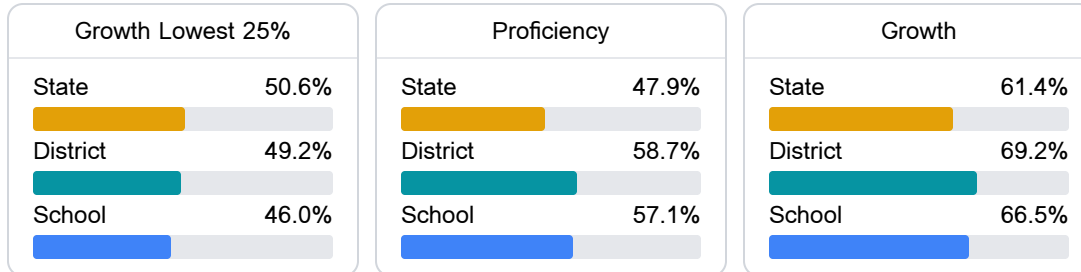 Growth Lowest 25%
State 50.6%
District 49.2%
School 46.0%
Proficiency
State 47.9%
District 58.7%
School 57.1%
Growth
State 61.4%
District 69.2%
School 66.5%